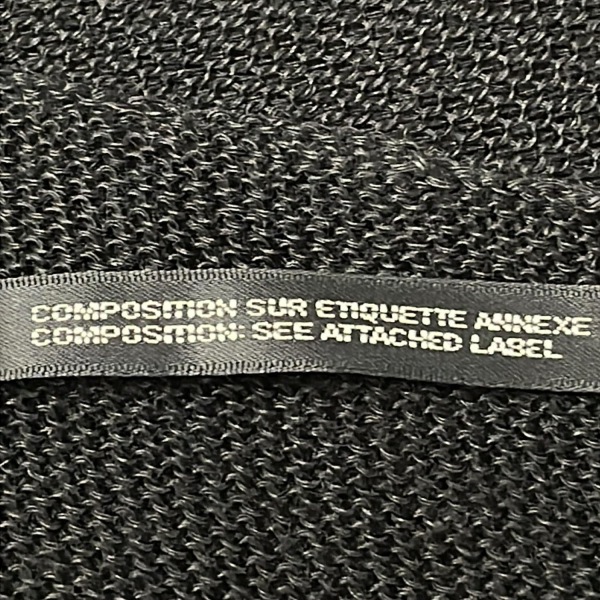 COMPOSITION SUR ETIQUETTE ANNEXE
COMPOSITION: SEE ATTACHED LABEL